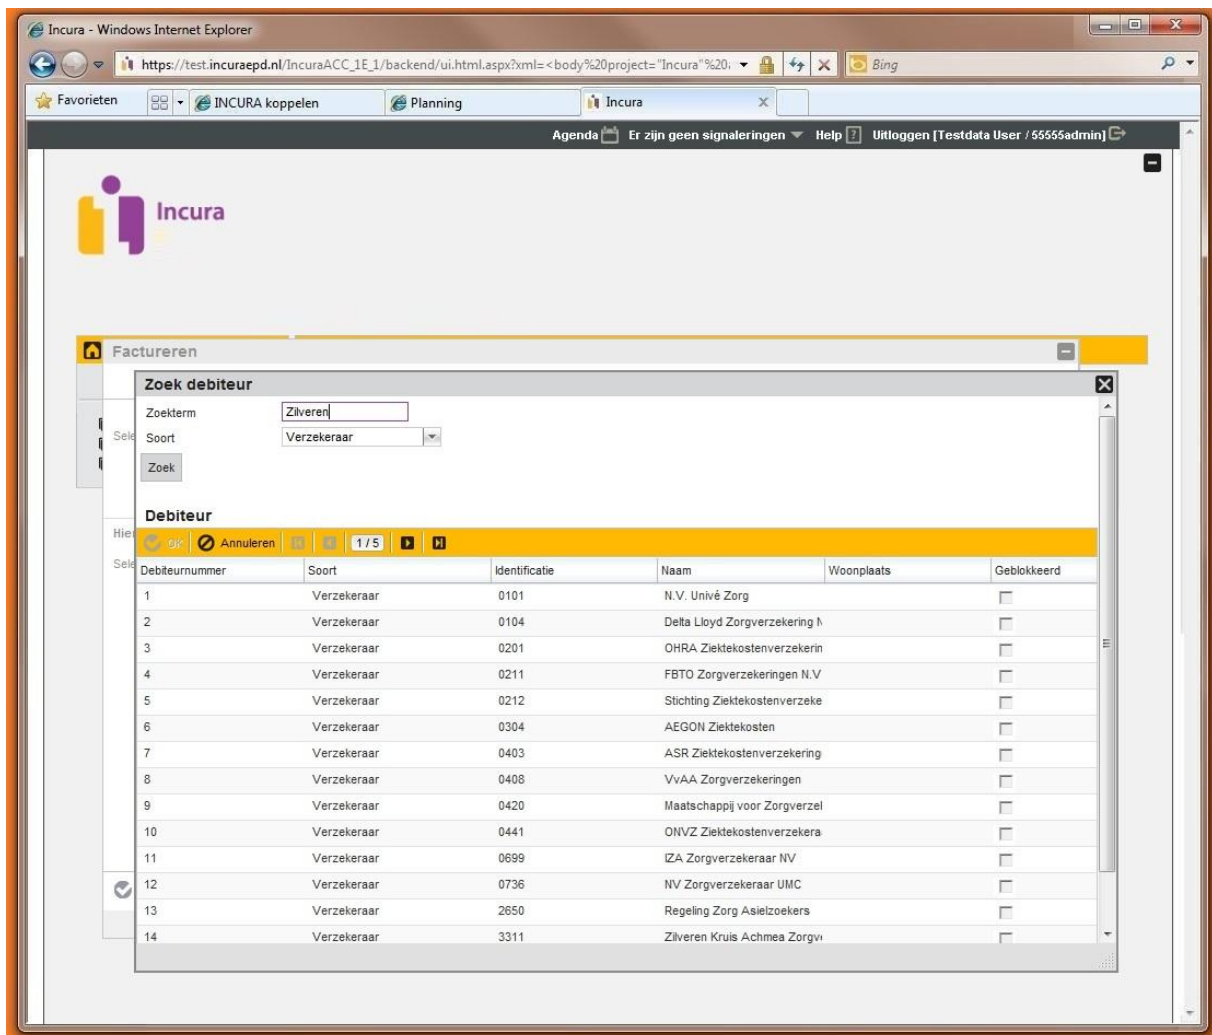 Incura - Windows Internet Explorer
https://test.incuraepd.nl/IncuraACC_1E_1/backend/ui.html.aspx?xml=<body%20project="Incura"%20
Bing
Favorieten
INCURA koppelen
Planning
Incura
Agenda Er zijn geen signaleringen Help ? Uitloggen [Testdata User / 55555admin]
Incura
Factureren
Zoek debiteur
Zoekterm Zilveren
Sele
Soort Verzekeraar
Zoek
Debiteur
Hier
OK Annuleren 1 / 5
Sele
Debiteurnummer Soort Identificatie Naam Woonplaats Geblokkeerd
1 Verzekeraar 0101 N.V. Univé Zorg
2 Verzekeraar 0104 Delta Lloyd Zorgverzekering N
3 Verzekeraar 0201 OHRA Ziektekostenverzekerin
4 Verzekeraar 0211 FBTO Zorgverzekeringen N.V
5 Verzekeraar 0212 Stichting Ziektekostenverzeke
6 Verzekeraar 0304 AEGON Ziektekosten
7 Verzekeraar 0403 ASR Ziektekostenverzekering
8 Verzekeraar 0408 VvAA Zorgverzekeringen
9 Verzekeraar 0420 Maatschappij voor Zorgverzel
10 Verzekeraar 0441 ONVZ Ziektekostenverzekera
11 Verzekeraar 0699 IZA Zorgverzekeraar NV
12 Verzekeraar 0736 NV Zorgverzekeraar UMC
13 Verzekeraar 2650 Regeling Zorg Asielzoekers
14 Verzekeraar 3311 Zilveren Kruis Achmea Zorgv